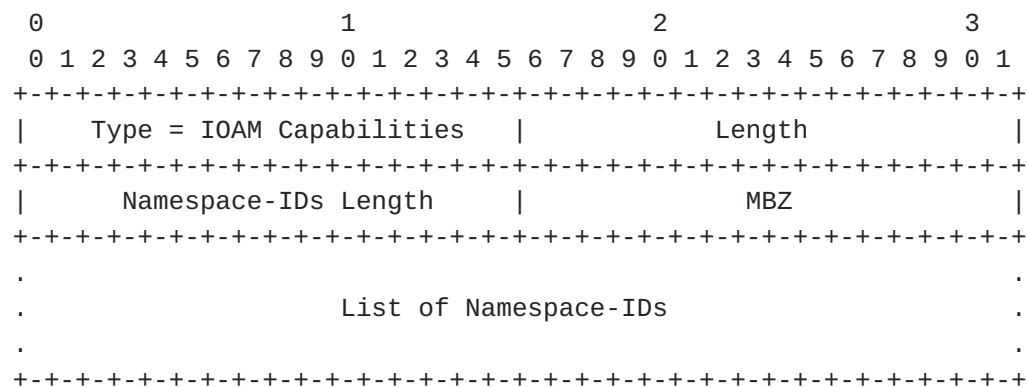 0                   1                   2                   3
 0 1 2 3 4 5 6 7 8 9 0 1 2 3 4 5 6 7 8 9 0 1 2 3 4 5 6 7 8 9 0 1
+-+-+-+-+-+-+-+-+-+-+-+-+-+-+-+-+-+-+-+-+-+-+-+-+-+-+-+-+-+-+-+-+
|    Type = IOAM Capabilities   |            Length             |
+-+-+-+-+-+-+-+-+-+-+-+-+-+-+-+-+-+-+-+-+-+-+-+-+-+-+-+-+-+-+-+-+
|      Namespace-IDs Length     |              MBZ              |
+-+-+-+-+-+-+-+-+-+-+-+-+-+-+-+-+-+-+-+-+-+-+-+-+-+-+-+-+-+-+-+-+
.                                                               .
.                    List of Namespace-IDs                      .
.                                                               .
+-+-+-+-+-+-+-+-+-+-+-+-+-+-+-+-+-+-+-+-+-+-+-+-+-+-+-+-+-+-+-+-+